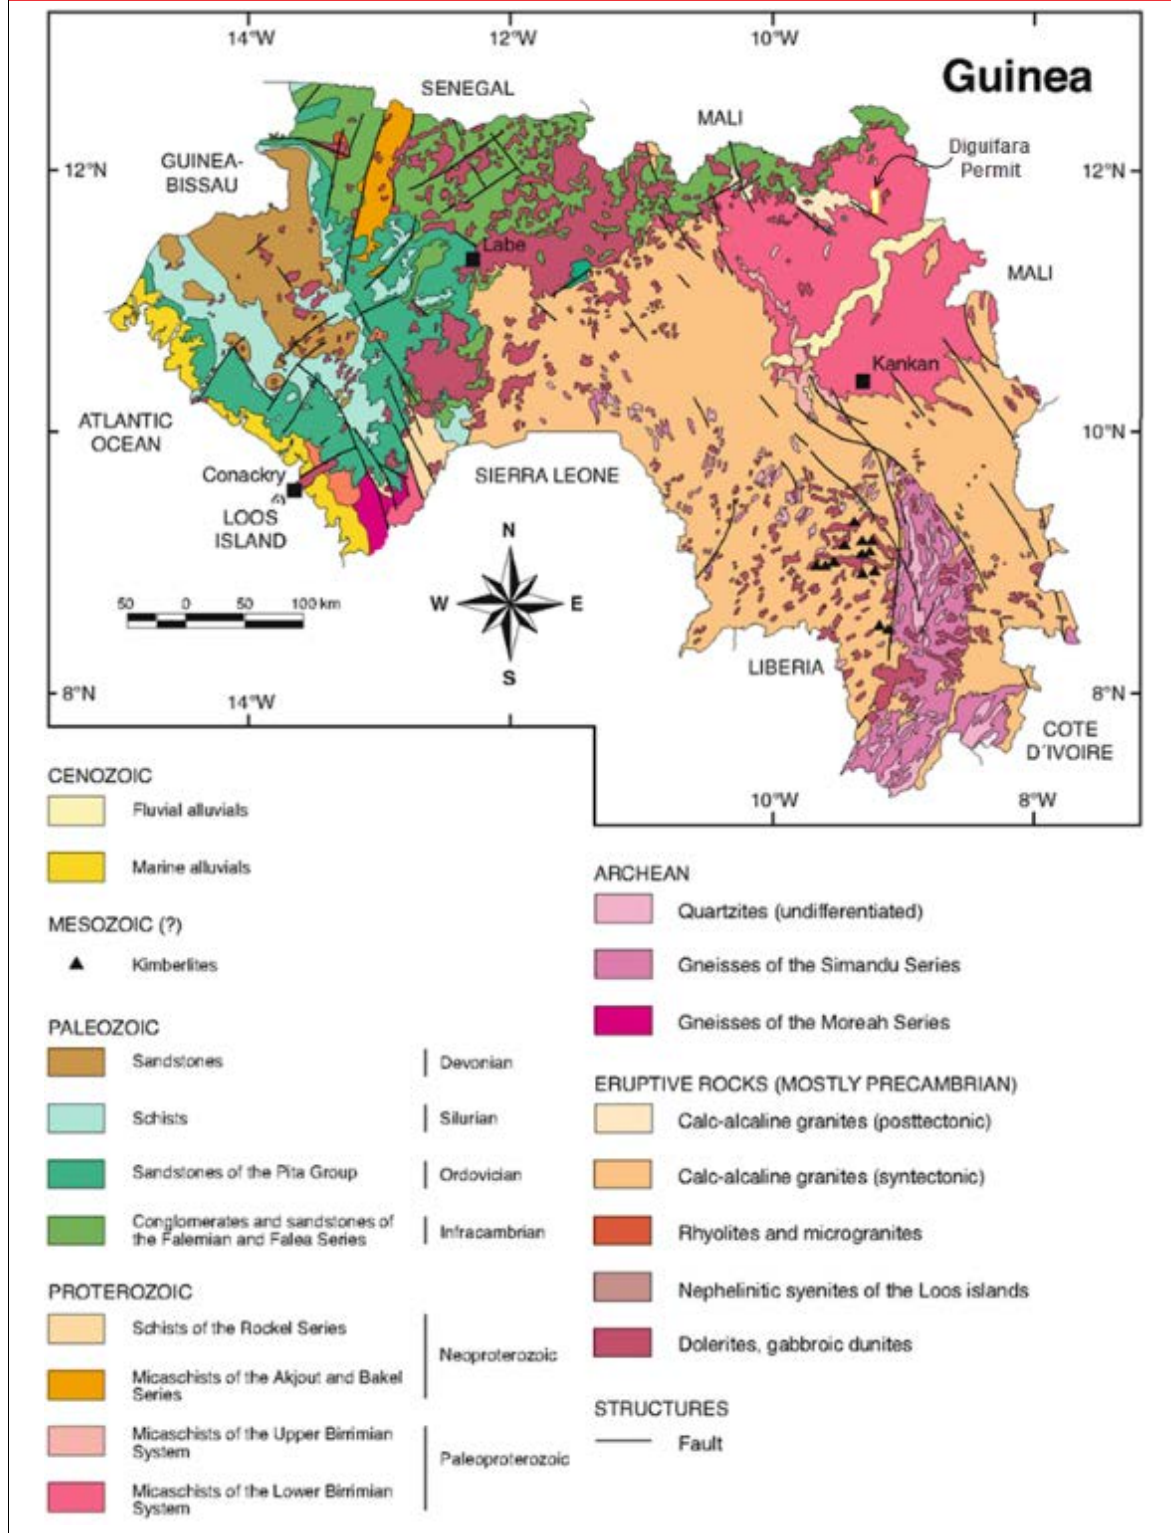 14°W 12°W 10°W
Guinea
SENEGAL
MALI
Diguifara
Permit
GUINEA-
BISSAU
12°N
12°N
Labe
MALI
Kankan
ATLANTIC
OCEAN
10°N
SIERRA LEONE
Conackry
LOOS
ISLAND
N
50 0 50 100 km
W E
S
LIBERIA
8°N
14°W
8°N
COTE
D'IVOIRE
10°W 8°W
CENOZOIC
Fluvial alluvials
Marine alluvials
MESOZOIC (?)
Kimberlites
PALEOZOIC
Sandstones
Devonian
Schists
Silurian
Sandstones of the Pita Group
Ordovician
Conglomerates and sandstones of
the Falemian and Falea Series
Infracambrian
PROTEROZOIC
Schists of the Rockel Series
Neoproterozoic
Micaschists of the Akjout and Bakel
Series
Micaschists of the Upper Birrimian
System
Paleoproterozoic
Micaschists of the Lower Birrimian
System
ARCHEAN
Quartzites (undifferentiated)
Gneisses of the Simandu Series
Gneisses of the Moreah Series
ERUPTIVE ROCKS (MOSTLY PRECAMBRIAN)
Calc-alcaline granites (posttectonic)
Calc-alcaline granites (syntectonic)
Rhyolites and microgranites
Nephelinitic syenites of the Loos islands
Dolerites, gabbroic dunites
STRUCTURES
Fault